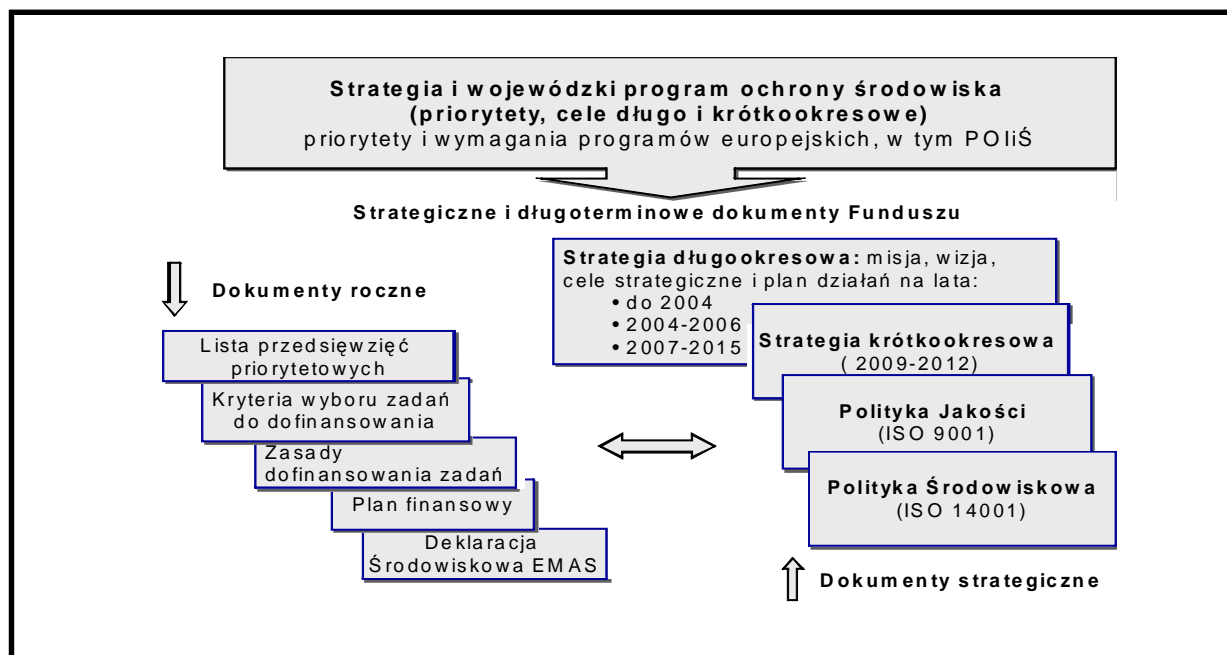 Strategia i wojewódzki program ochrony środowiska
(priorytety, cele długo i krótkookresowe)
priorytety i wymagania programów europejskich, w tym POIiŚ
Strategiczne i długoterminowe dokumenty Funduszu
Dokumenty roczne
Lista przedsięwzięć
priorytetowych
Kryteria wyboru zadań
do dofinansowania
Zasady
dofinansowania zadań
Plan finansowy
Deklaracja
Środowiskowa EMAS
Strategia długookresowa: misja, wizja,
cele strategiczne i plan działań na lata:
• do 2004
• 2004-2006
• 2007-2015
Strategia krótkookresowa
( 2009-2012)
Polityka Jakości
(ISO 9001)
Polityka Środowiskowa
(ISO 14001)
Dokumenty strategiczne